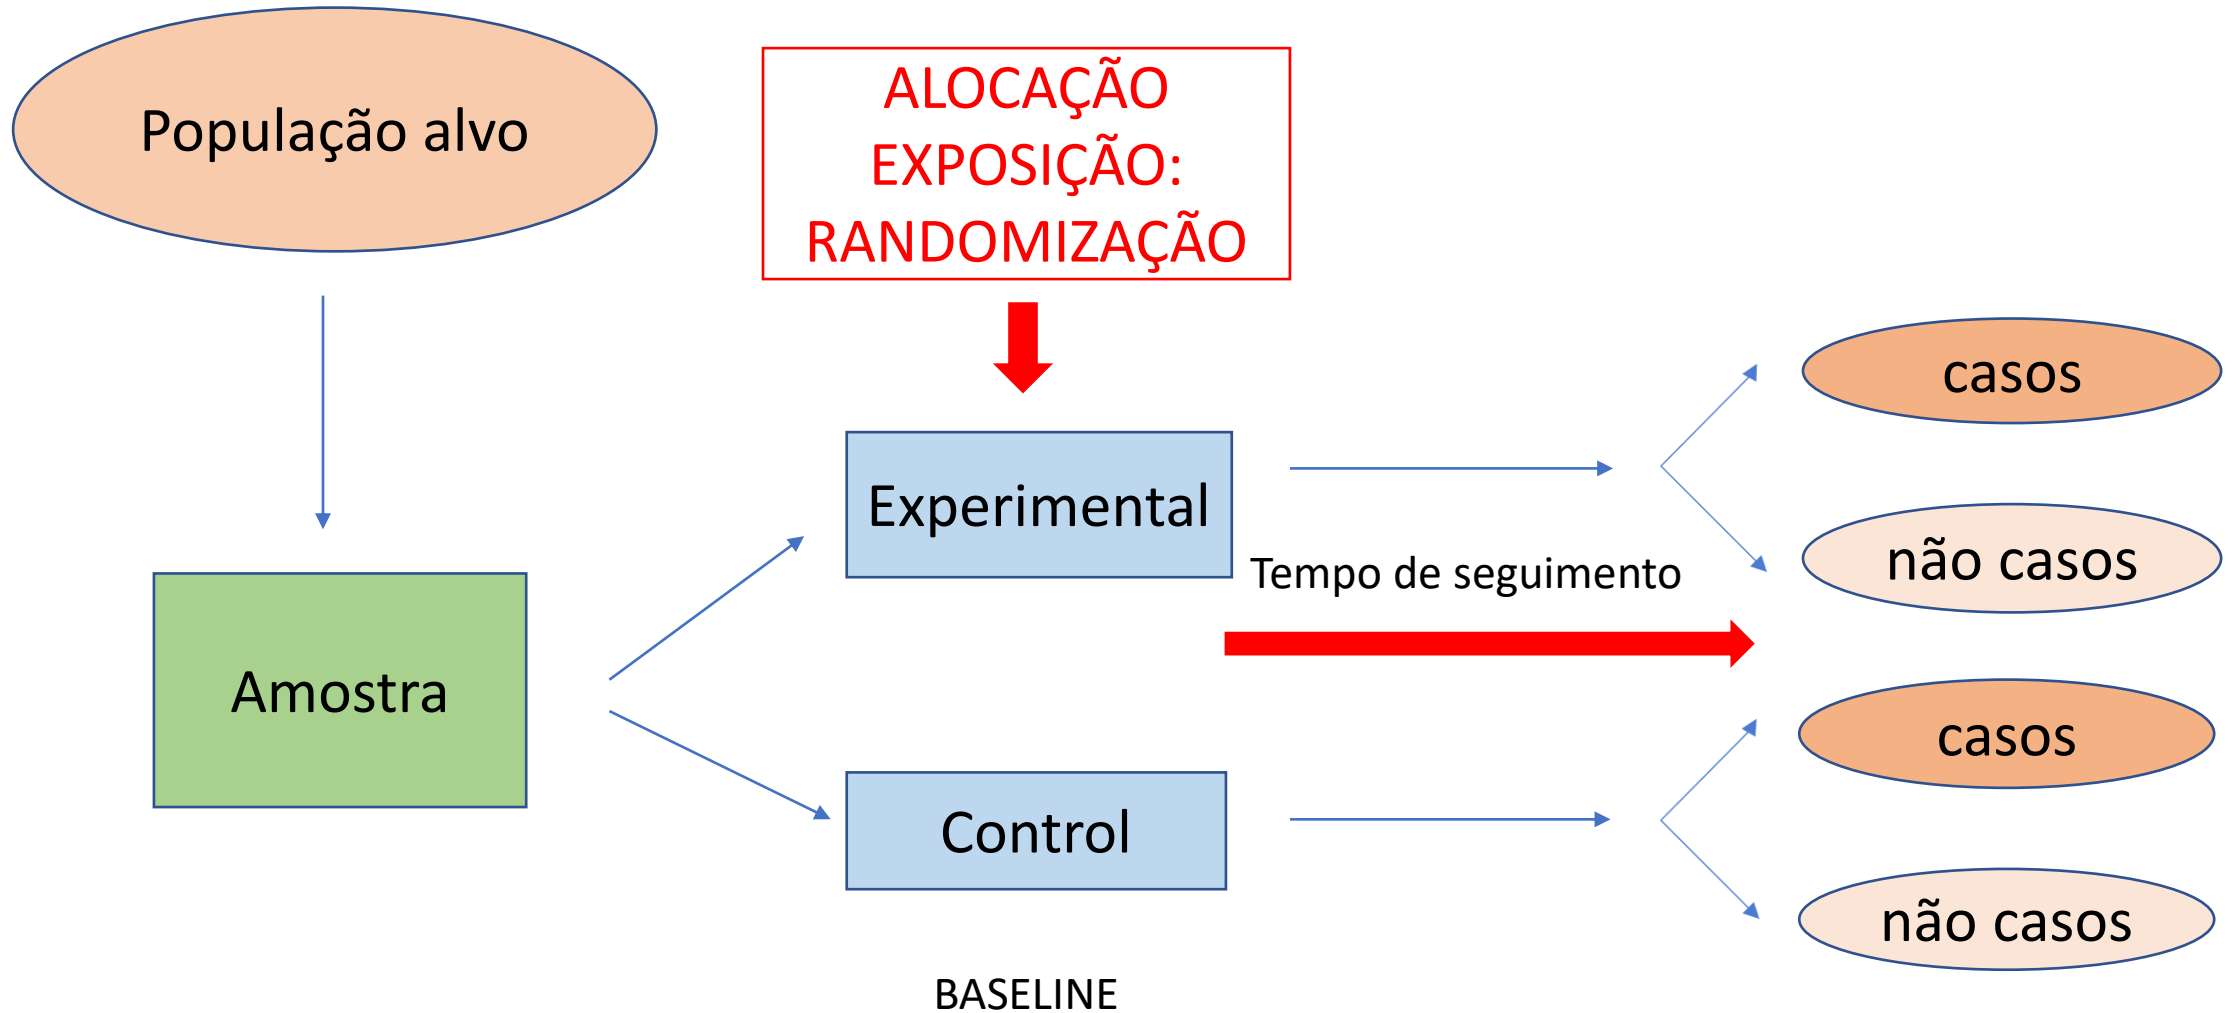 População alvo
ALOCAÇÃO
EXPOSIÇÃO:
RANDOMIZAÇÃO
casos
Experimental
não casos
Tempo de seguimento
Amostra
casos
Control
não casos
BASELINE